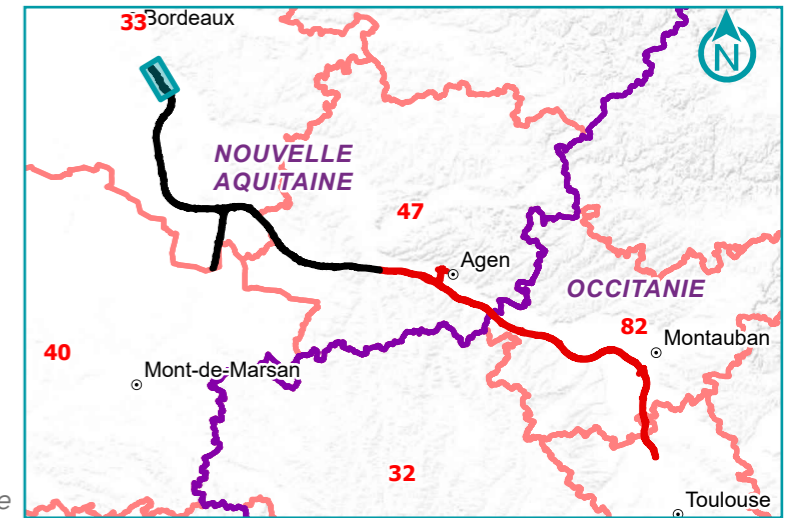 33
Bordeaux
N
NOUVELLE
AQUITAINE
47
Agen
OCCITANIE
82
Montauban
40
Mont-de-Marsan
32
e
Toulouse